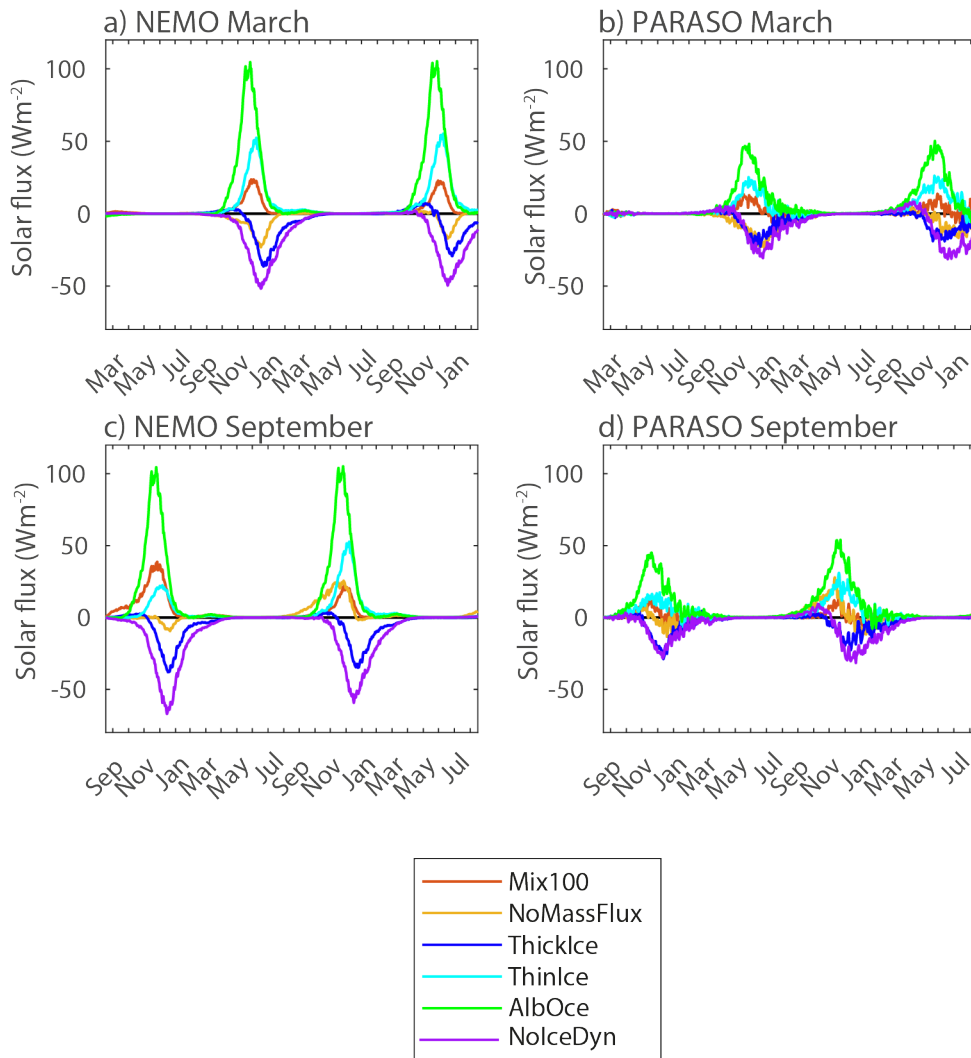 a) NEMO March
b) PARASO March
Solar flux (Wm-2)
100
50
0
-50
Mar May Jul Sep Nov Jan Mar May Jul Sep Nov Jan
Solar flux (Wm-2)
100
50
0
-50
Mar May Jul Sep Nov Jan Mar May Jul Sep Nov Jan
c) NEMO September
d) PARASO September
Solar flux (Wm-2)
100
50
0
-50
Sep Nov Jan Mar May Jul Sep Nov Jan Mar May Jul
Solar flux (Wm-2)
100
50
0
-50
Sep Nov Jan Mar May Jul Sep Nov Jan Mar May Jul
Mix100
NoMassFlux
ThickIce
ThinIce
AlbOce
NoIceDyn